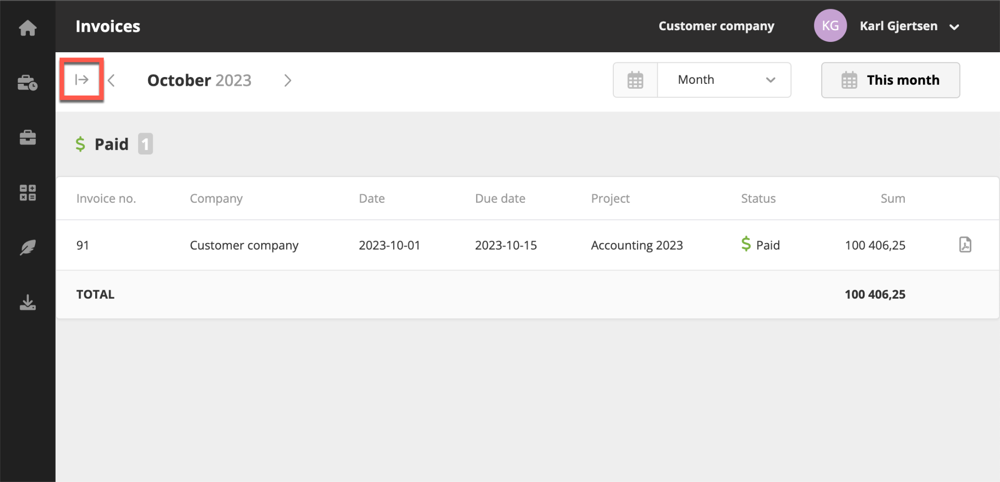 Invoices
Customer company
KG
Karl Gjertsen
October 2023
Month
This month
$ Paid 1
Invoice no. Company Date Due date Project Status Sum
91 Customer company 2023-10-01 2023-10-15 Accounting 2023 $ Paid 100 406,25
TOTAL 100 406,25